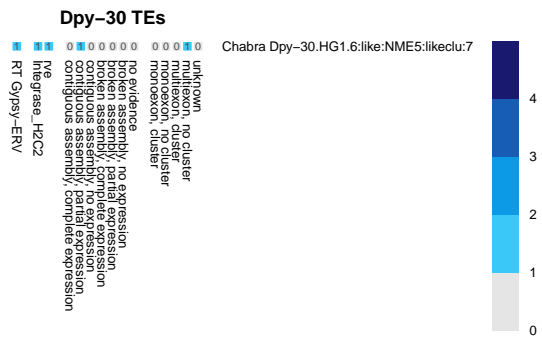 Dpy−30 TEs
1 1 1 0 1 0 0 0 0 0 0 0 0 1 0 Chabra Dpy−30.HG1.6:like:NME5:likeclu:7
RT Gypsy−ERV
Integrase_H2C2
rve
contiguous assembly, complete expression
contiguous assembly, partial expression
contiguous assembly, no expression
broken assembly, complete expression
broken assembly, partial expression
broken assembly, no expression
no evidence
monoexon, cluster
monoexon, no cluster
multiexon, cluster
multiexon, no cluster
unknown
4
3
2
1
0